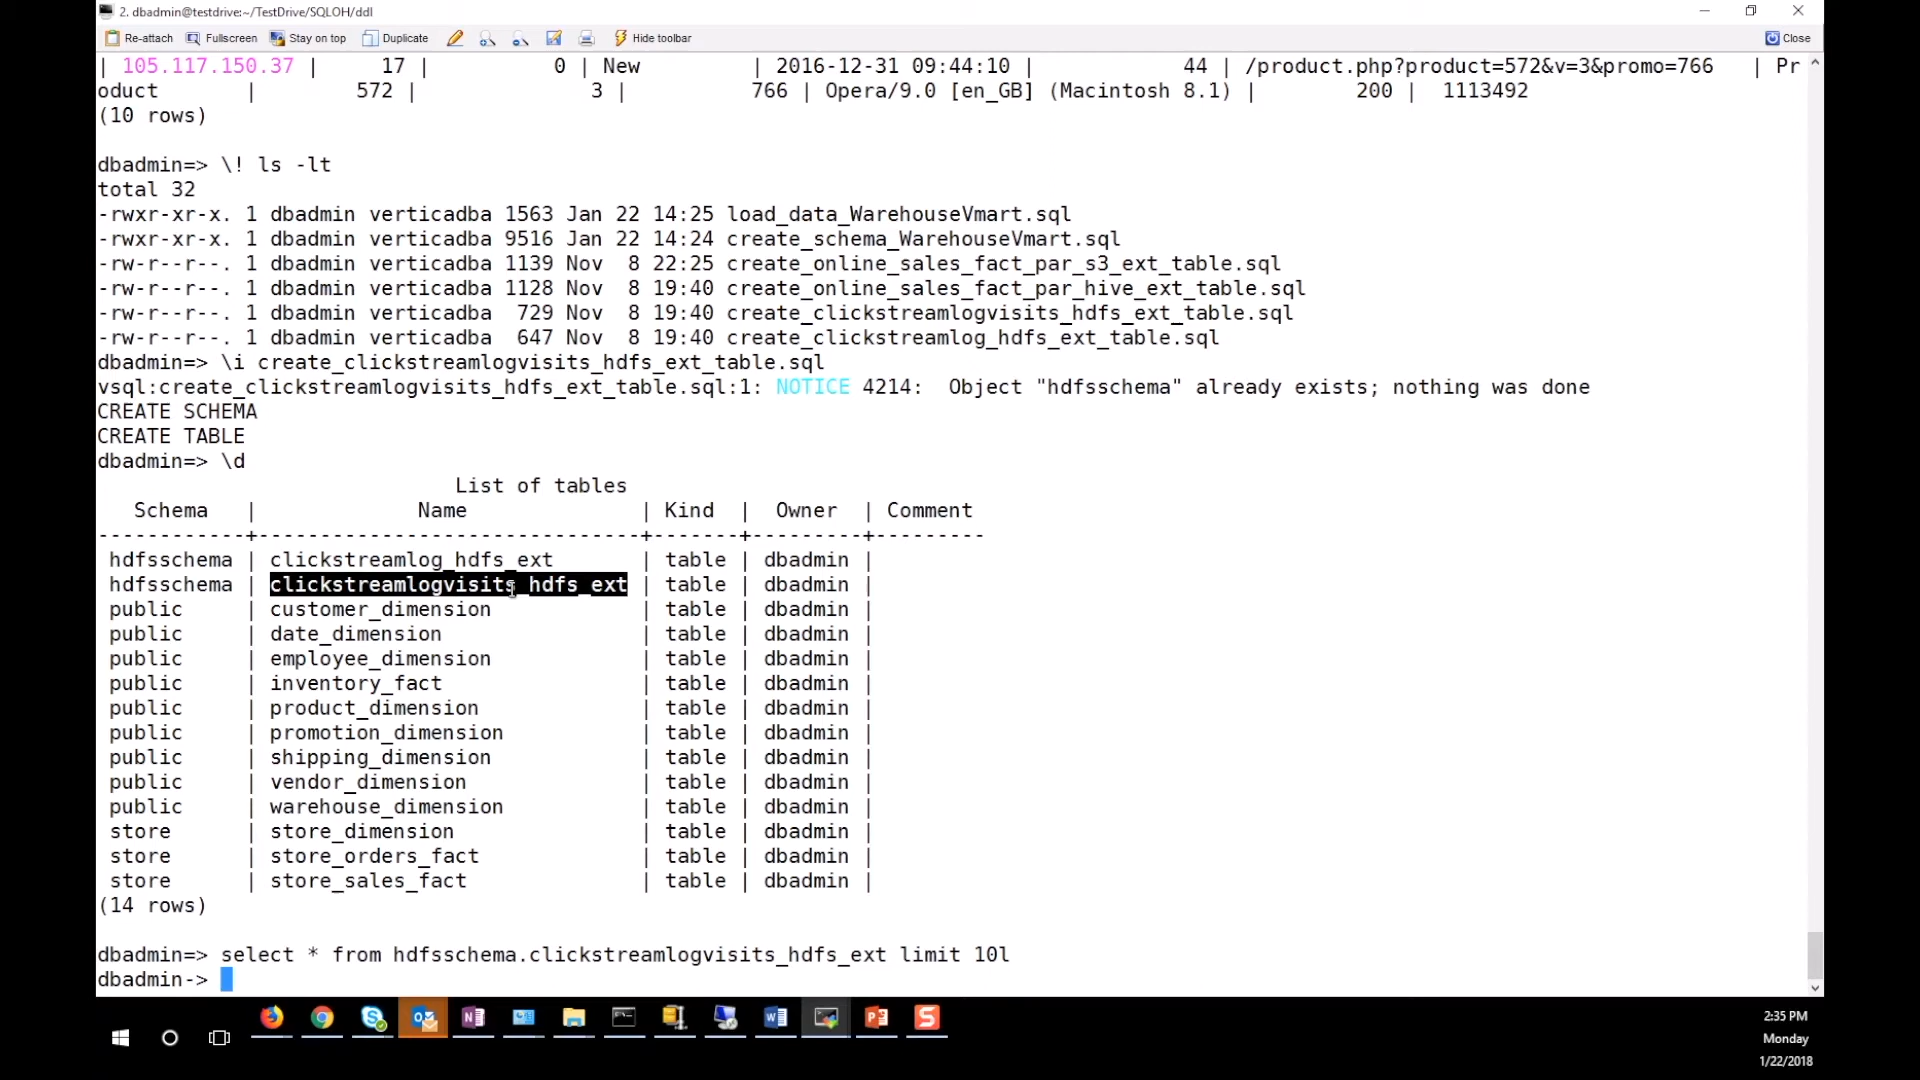 2. dbadmin@testdrive:~/TestDrive/SQLOH/ddl
Re-attach Fullscreen Stay on top Duplicate Hide toolbar Close
| 105.117.150.37 | 17 | 0 | New | 2016-12-31 09:44:10 | 44 | /product.php?product=572&v=3&promo=766 | Pr
oduct | 572 | 3 | 766 | Opera/9.0 [en_GB] (Macintosh 8.1) | 200 | 1113492
(10 rows)
dbadmin=> \! ls -lt
total 32
-rwxr-xr-x. 1 dbadmin verticadba 1563 Jan 22 14:25 load_data_WarehouseVmart.sql
-rwxr-xr-x. 1 dbadmin verticadba 9516 Jan 22 14:24 create_schema_WarehouseVmart.sql
-rw-r--r--. 1 dbadmin verticadba 1139 Nov 8 22:25 create_online_sales_fact_par_s3_ext_table.sql
-rw-r--r--. 1 dbadmin verticadba 1128 Nov 8 19:40 create_online_sales_fact_par_hive_ext_table.sql
-rw-r--r--. 1 dbadmin verticadba 729 Nov 8 19:40 create_clickstreamlogvisits_hdfs_ext_table.sql
-rw-r--r--. 1 dbadmin verticadba 647 Nov 8 19:40 create_clickstreamlog_hdfs_ext_table.sql
dbadmin=> \i create_clickstreamlogvisits_hdfs_ext_table.sql
vsql:create_clickstreamlogvisits_hdfs_ext_table.sql:1: NOTICE 4214: Object "hdfsschema" already exists; nothing was done
CREATE SCHEMA
CREATE TABLE
dbadmin=> \d
List of tables
Schema | Name | Kind | Owner | Comment
------------+-------------------------------+-------+---------+---------
hdfsschema | clickstreamlog_hdfs_ext | table | dbadmin |
hdfsschema | clickstreamlogvisits_hdfs_ext | table | dbadmin |
public | customer_dimension | table | dbadmin |
public | date_dimension | table | dbadmin |
public | employee_dimension | table | dbadmin |
public | inventory_fact | table | dbadmin |
public | product_dimension | table | dbadmin |
public | promotion_dimension | table | dbadmin |
public | shipping_dimension | table | dbadmin |
public | vendor_dimension | table | dbadmin |
public | warehouse_dimension | table | dbadmin |
store | store_dimension | table | dbadmin |
store | store_orders_fact | table | dbadmin |
store | store_sales_fact | table | dbadmin |
(14 rows)
dbadmin=> select * from hdfsschema.clickstreamlogvisits_hdfs_ext limit 10l
dbadmin->
2:35 PM
Monday
1/22/2018